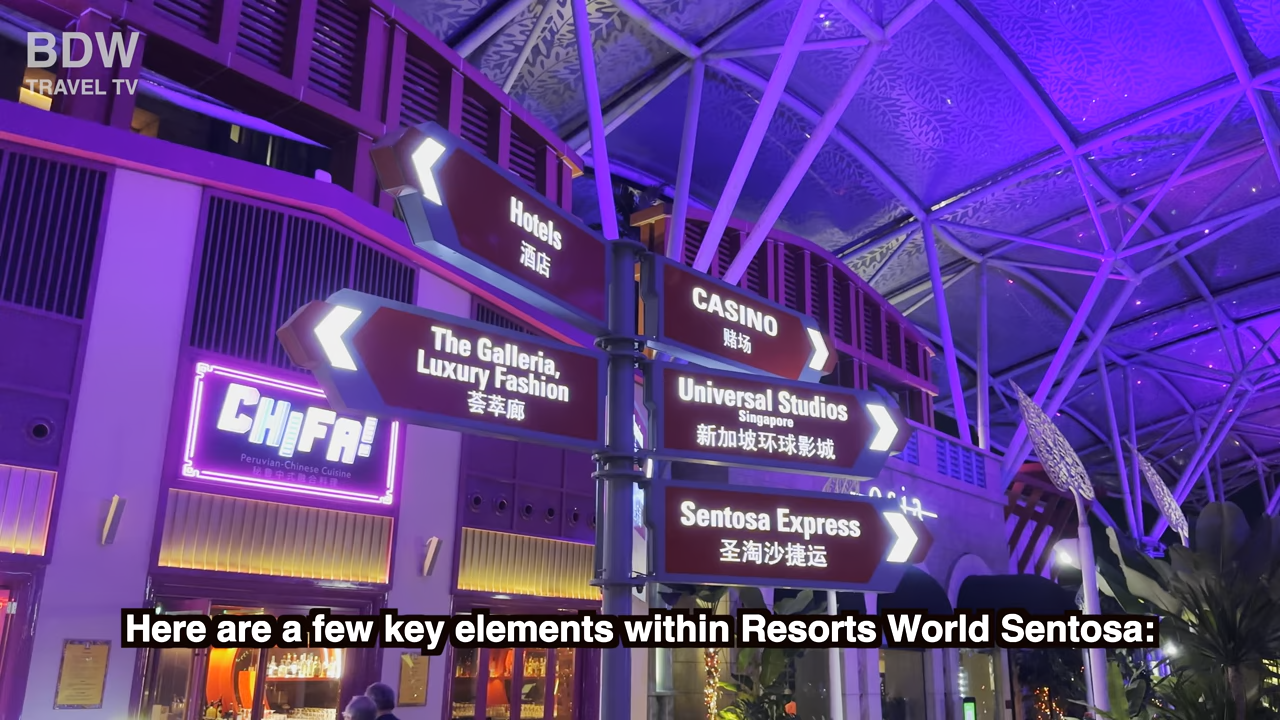 BDW
TRAVEL TV
Hotels
酒店
CASINO
赌场
The Galleria,
Luxury Fashion
荟萃廊
Universal Studios
Singapore
新加坡环球影城
CHIFA!
Peruvian-Chinese Cuisine
Sentosa Express
圣淘沙捷运
Here are a few key elements within Resorts World Sentosa: